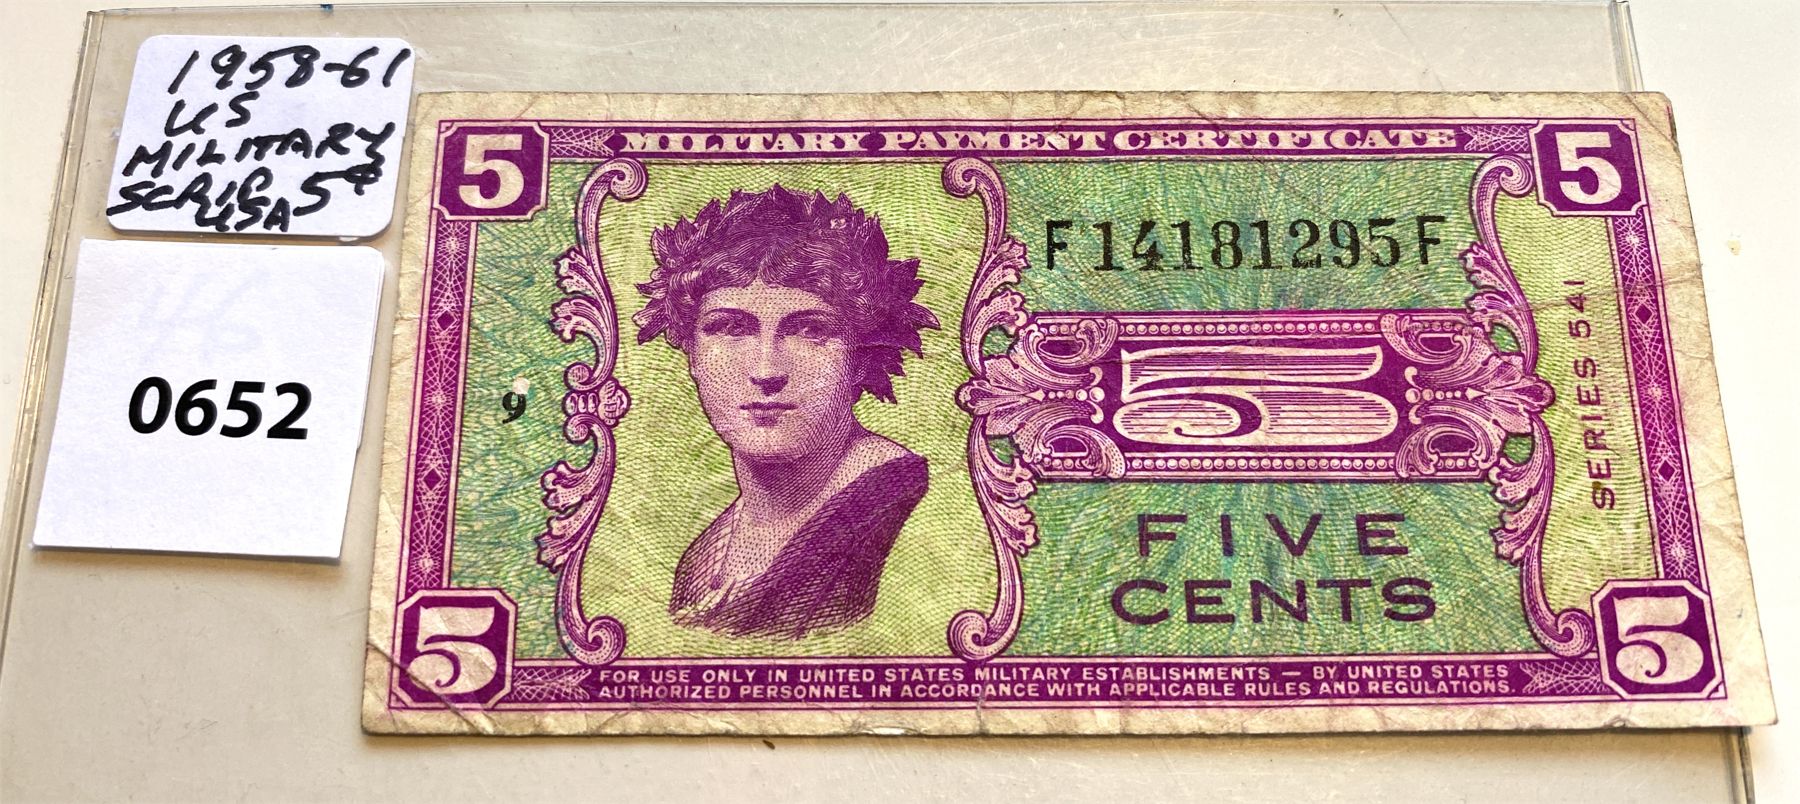 1958-61
US
MILITARY
SCRIP 5¢
USA
0652
5 MILITARY PAYMENT CERTIFICATE 5
F14181295F
9
5
SERIES 541
FIVE
CENTS
5 5
FOR USE ONLY IN UNITED STATES MILITARY ESTABLISHMENTS — BY UNITED STATES
AUTHORIZED PERSONNEL IN ACCORDANCE WITH APPLICABLE RULES AND REGULATIONS.